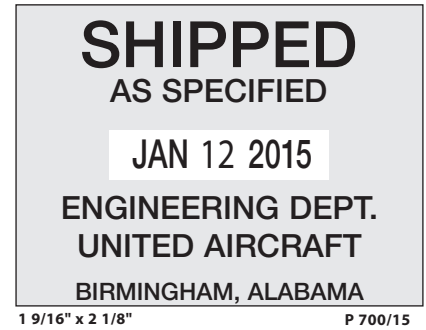 SHIPPED
AS SPECIFIED
JAN 12 2015
ENGINEERING DEPT.
UNITED AIRCRAFT
BIRMINGHAM, ALABAMA
1 9/16" x 2 1/8" P 700/15